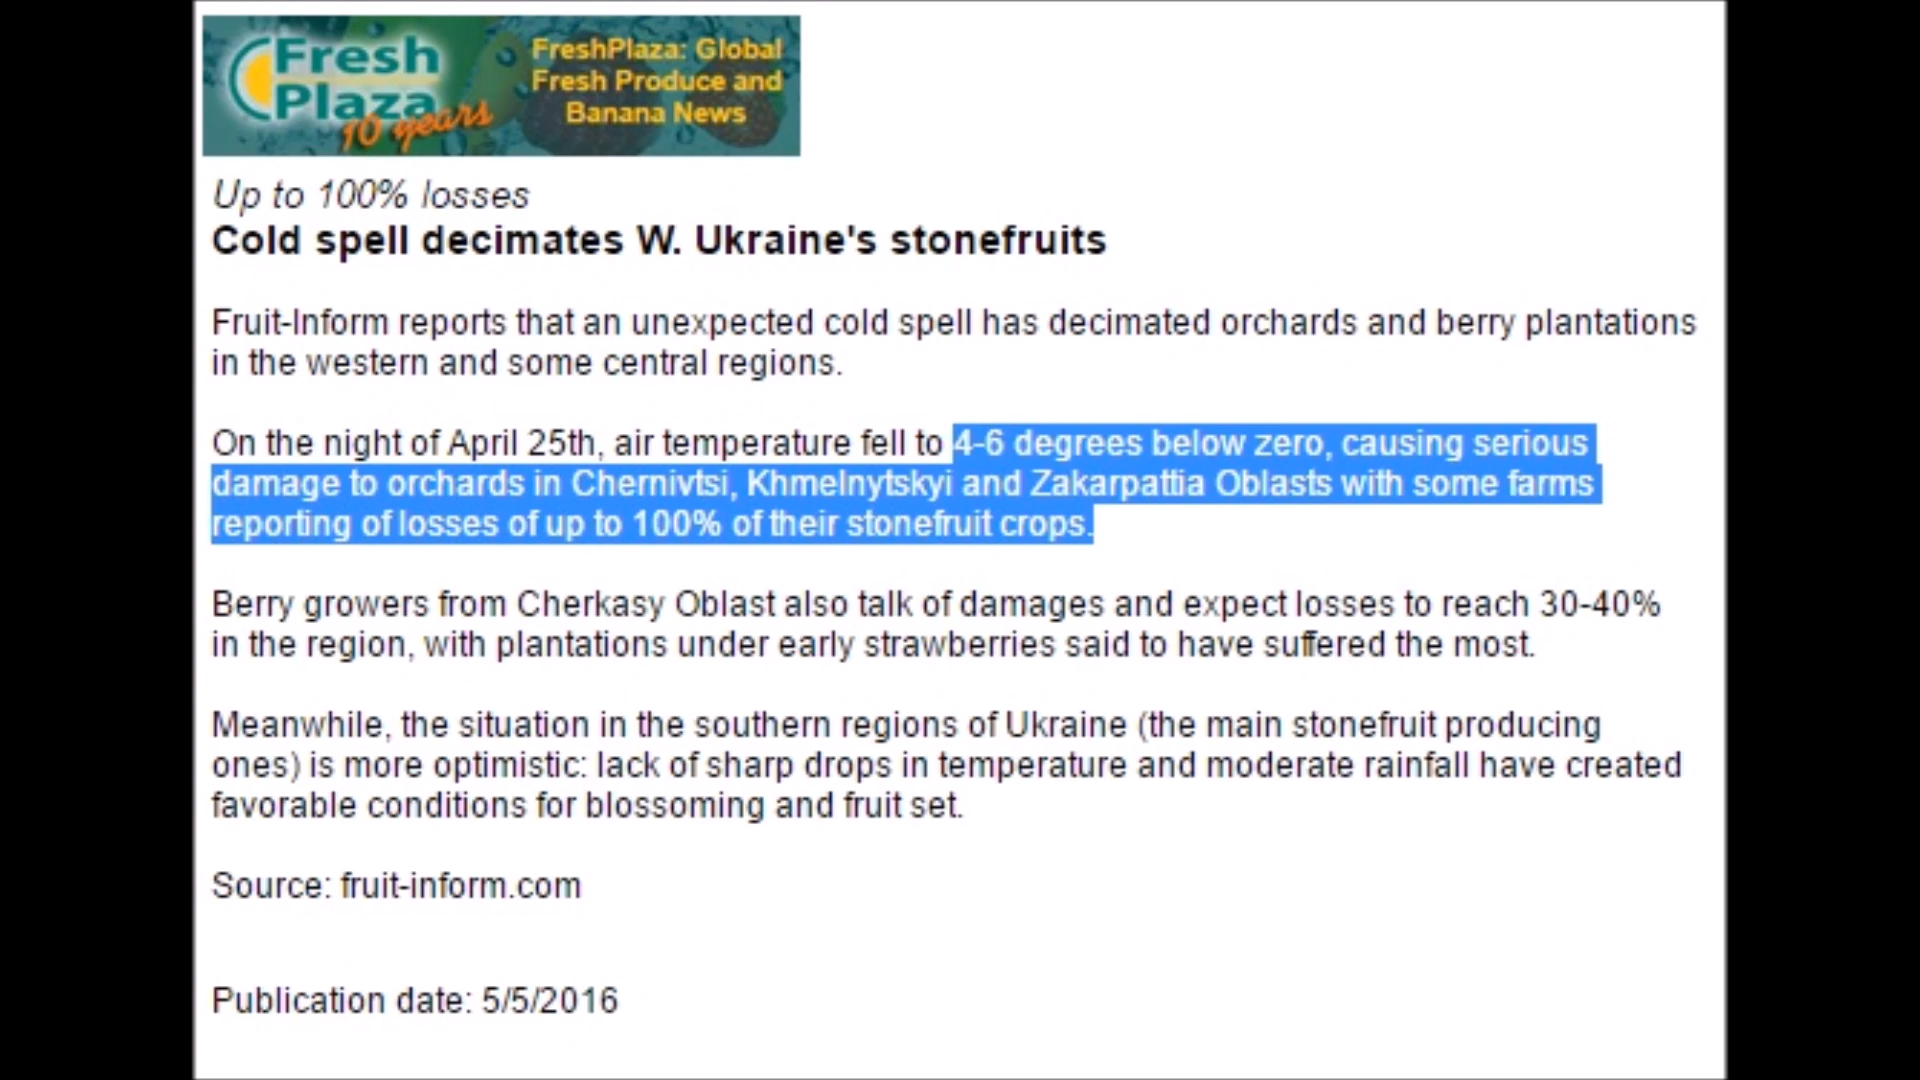 Fresh
Plaza
10 years
FreshPlaza: Global
Fresh Produce and
Banana News
Up to 100% losses
Cold spell decimates W. Ukraine's stonefruits
Fruit-Inform reports that an unexpected cold spell has decimated orchards and berry plantations
in the western and some central regions.
On the night of April 25th, air temperature fell to 4-6 degrees below zero, causing serious
damage to orchards in Chernivtsi, Khmelnytskyi and Zakarpattia Oblasts with some farms
reporting of losses of up to 100% of their stonefruit crops.
Berry growers from Cherkasy Oblast also talk of damages and expect losses to reach 30-40%
in the region, with plantations under early strawberries said to have suffered the most.
Meanwhile, the situation in the southern regions of Ukraine (the main stonefruit producing
ones) is more optimistic: lack of sharp drops in temperature and moderate rainfall have created
favorable conditions for blossoming and fruit set.
Source: fruit-inform.com
Publication date: 5/5/2016